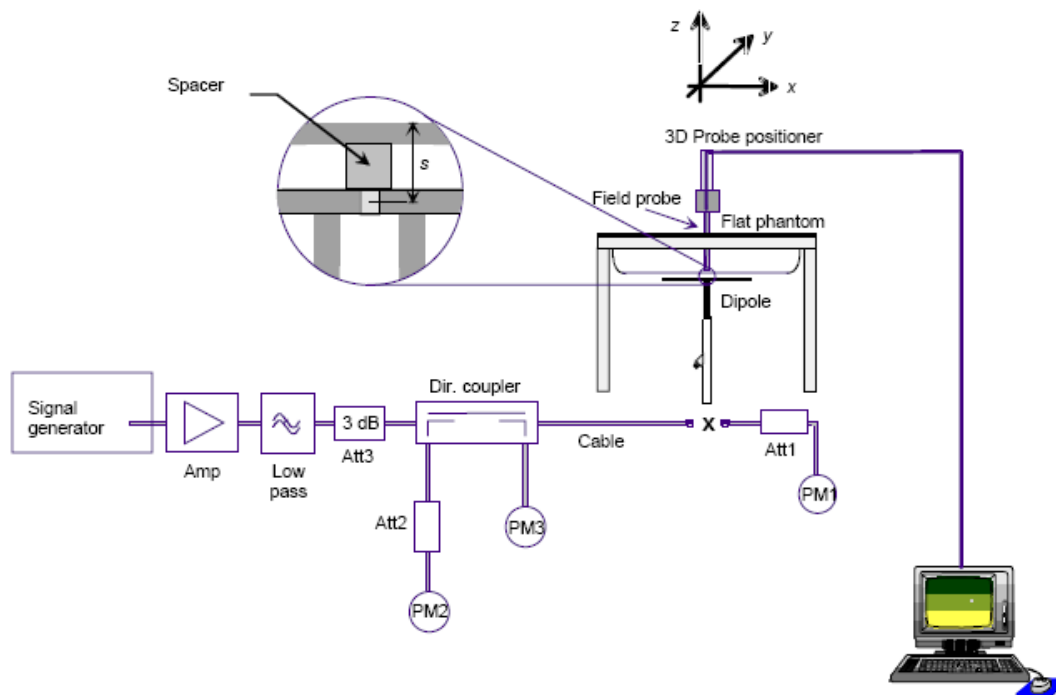 z
y
x
Spacer
s
3D Probe positioner
Field probe
Flat phantom
Dipole
Signal
generator
Amp
Low
pass
3 dB
Att3
Dir. coupler
Cable
X
Att1
PM1
Att2
PM3
PM2